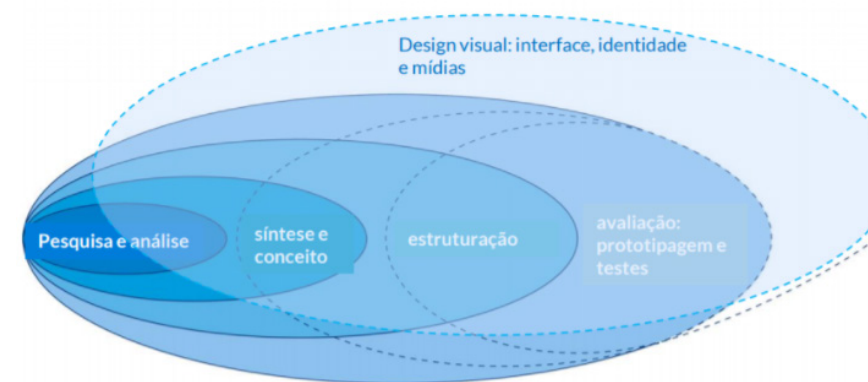 Design visual: interface, identidade
e mídias
Pesquisa e análise
síntese e
conceito
estruturação
avaliação:
prototipagem e
testes